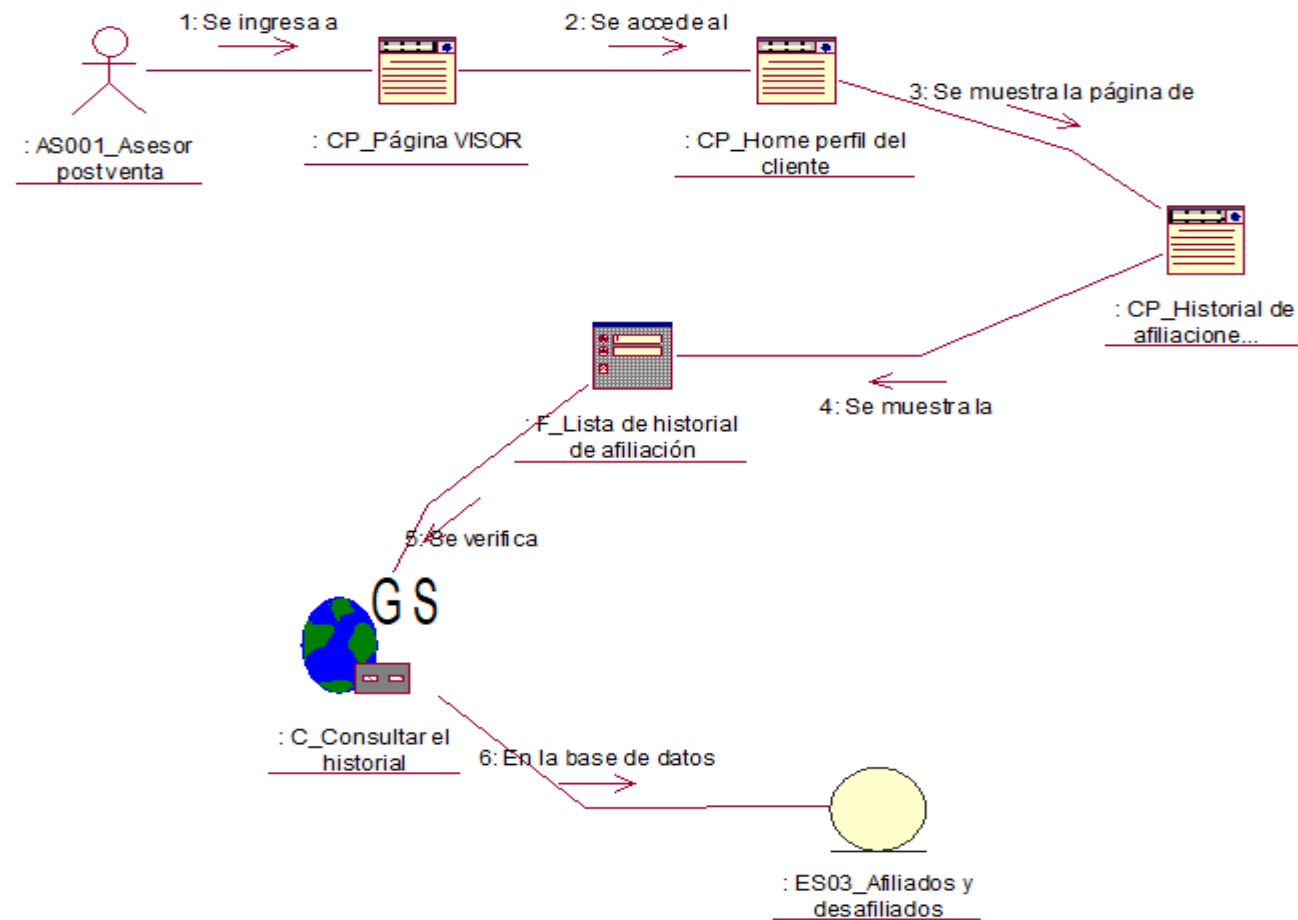 1: Se ingresa a
2: Se accede al
3: Se muestra la página de
: AS001_Asesor
postventa
: CP_Página VISOR
: CP_Home perfil del
cliente
: CP_Historial de
afiliacione...
4: Se muestra la
: F_Lista de historial
de afiliación
5: Se verifica
GS
: C_Consultar el
historial
6: En la base de datos
: ES03_Afiliados y
desafiliados